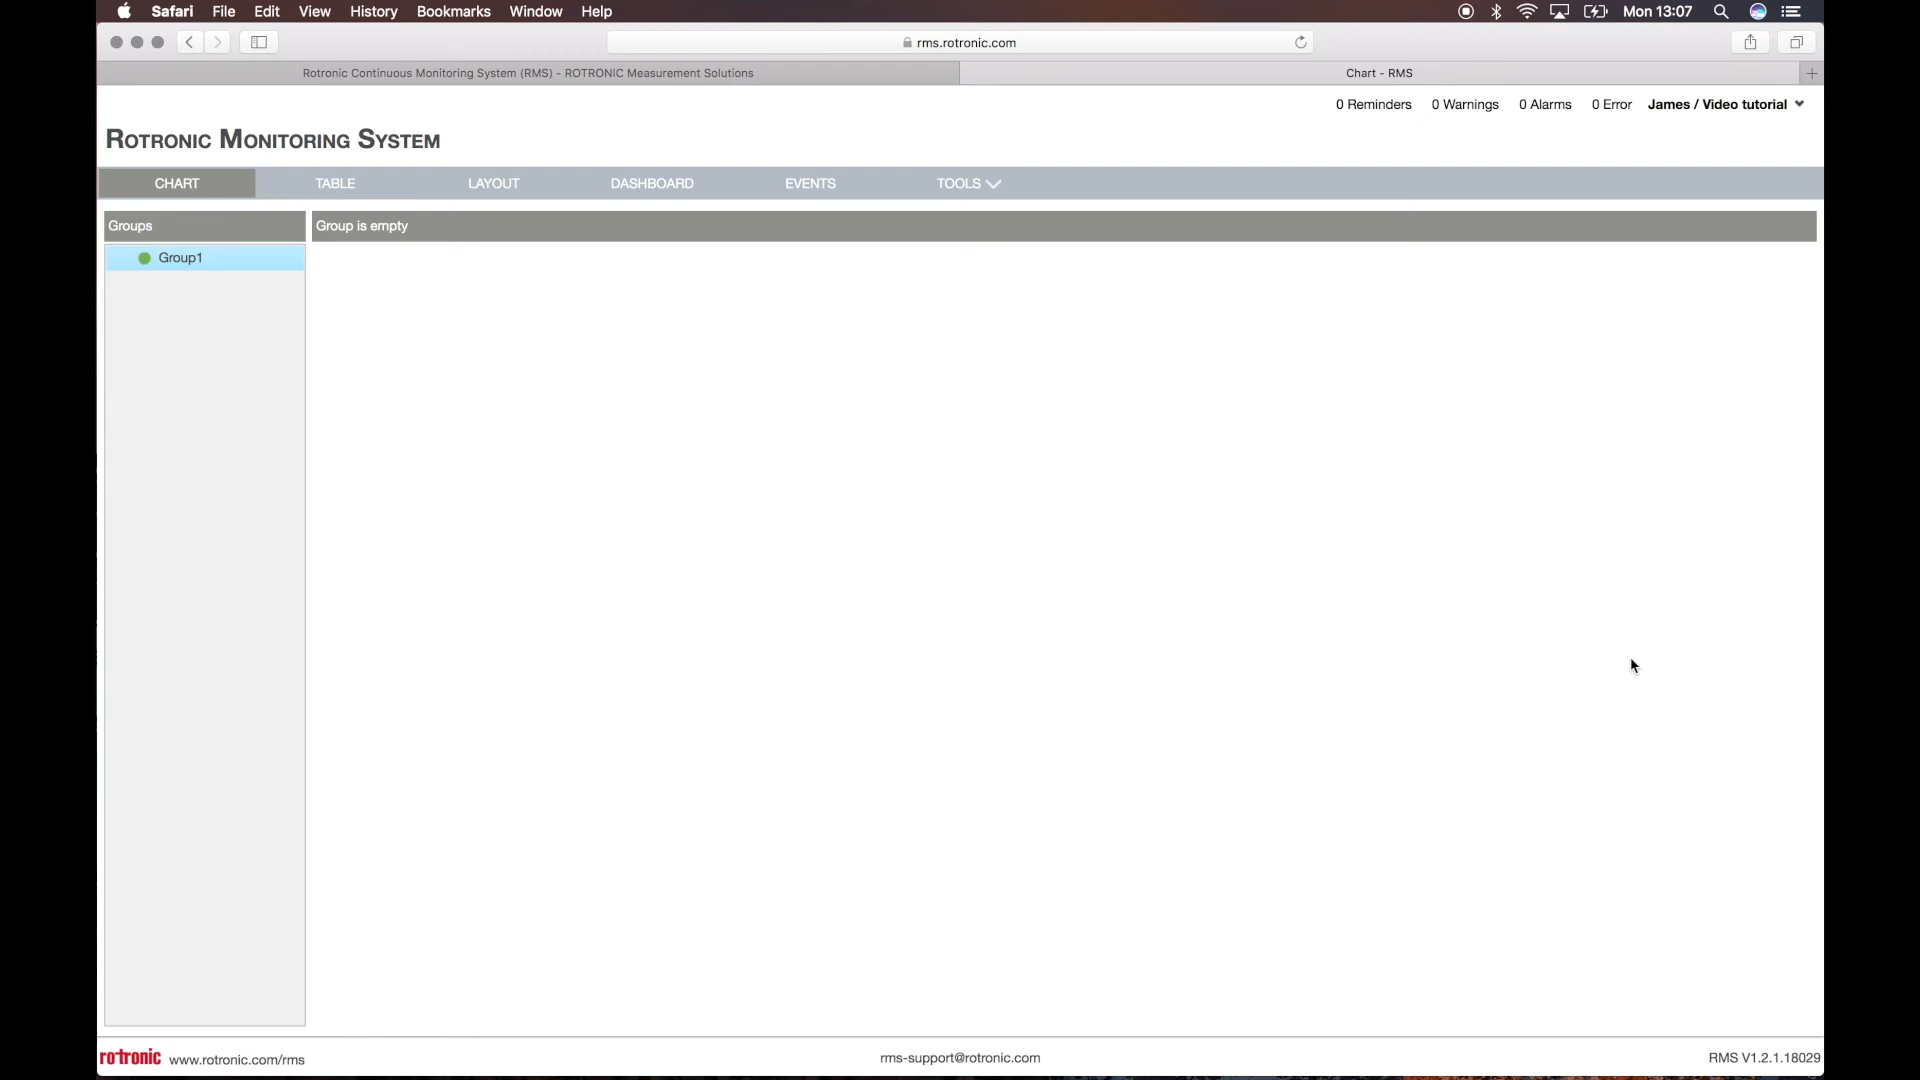 Safari File Edit View History Bookmarks Window Help Mon 13:07
rms.rotronic.com
Rotronic Continuous Monitoring System (RMS) - ROTRONIC Measurement Solutions Chart - RMS
0 Reminders 0 Warnings 0 Alarms 0 Error James / Video tutorial
ROTRONIC MONITORING SYSTEM
CHART TABLE LAYOUT DASHBOARD EVENTS TOOLS
Groups Group is empty
Group1
rotronic www.rotronic.com/rms rms-support@rotronic.com RMS V1.2.1.18029